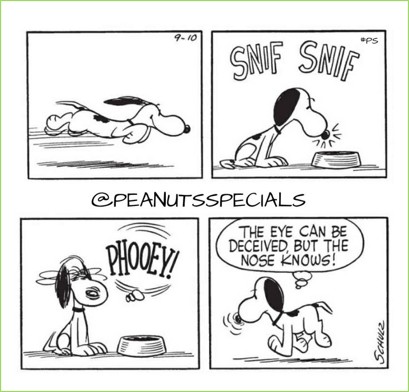 9-10
#PS
SNIF SNIF
@PEANUTSSPECIALS
PHOOEY!
THE EYE CAN BE
DECEIVED, BUT THE
NOSE KNOWS!
SCHULZ